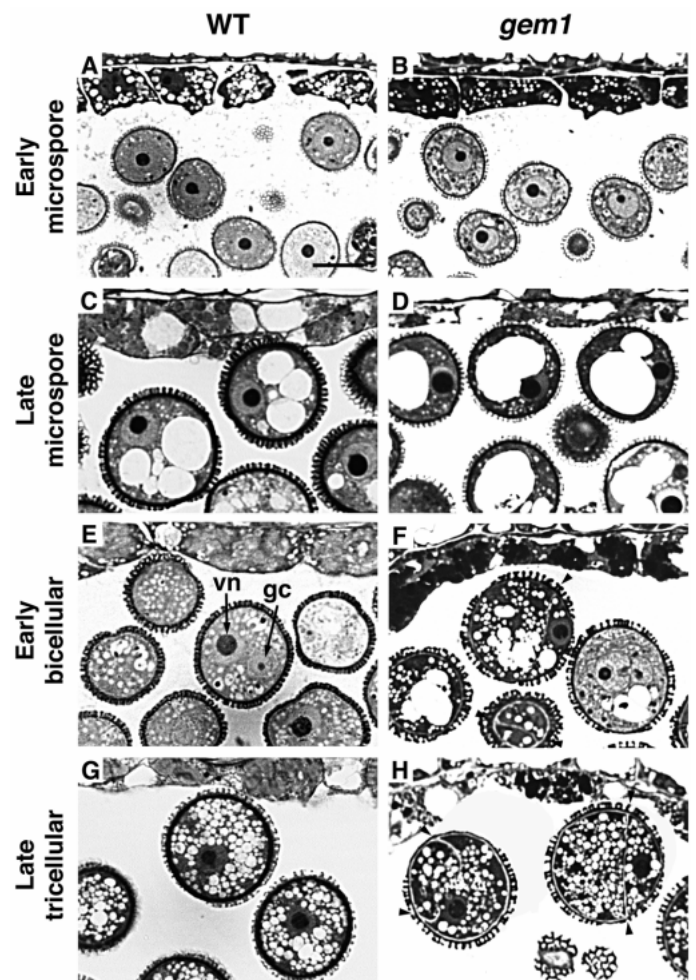 WT gem1
A B
Early microspore
C D
Late microspore
E F
vn gc
Early bicellular
G H
Late tricellular